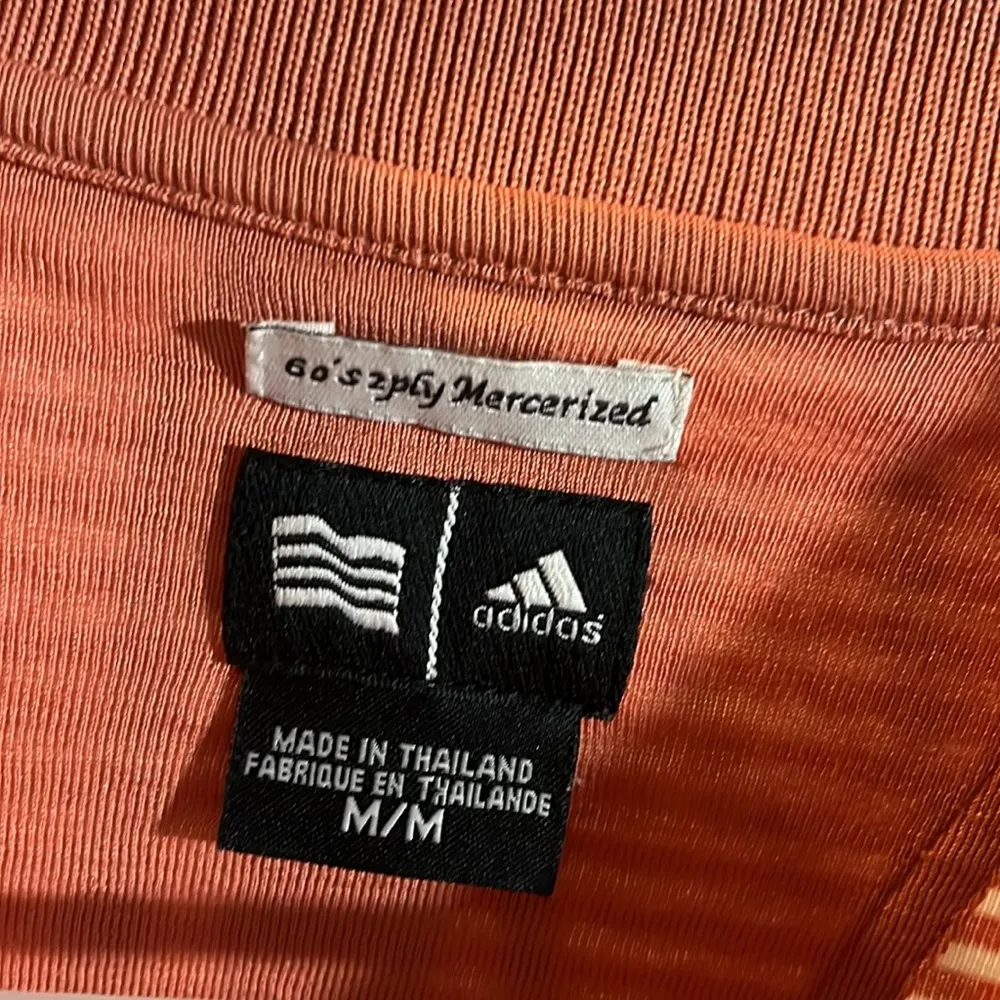 60's 2ply Mercerized
adidas
MADE IN THAILAND
FABRIQUE EN THAILANDE
M/M